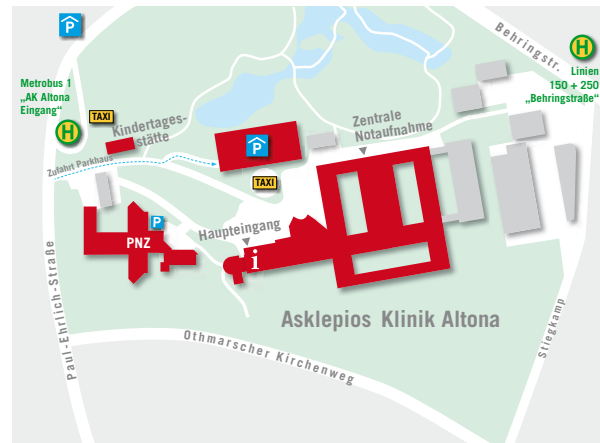 P
Behringstr.
H
Metrobus 1
„AK Altona
Eingang"
H
Linien
150 + 250
„Behringstraße"
TAXI
Kindertages-
stätte
Zentrale
Notaufnahme
P
Zufahrt Parkhaus
TAXI
P
PNZ
Haupteingang
i
Asklepios Klinik Altona
Paul-Ehrlich-Straße
Othmarscher Kirchenweg
Stiegkamp